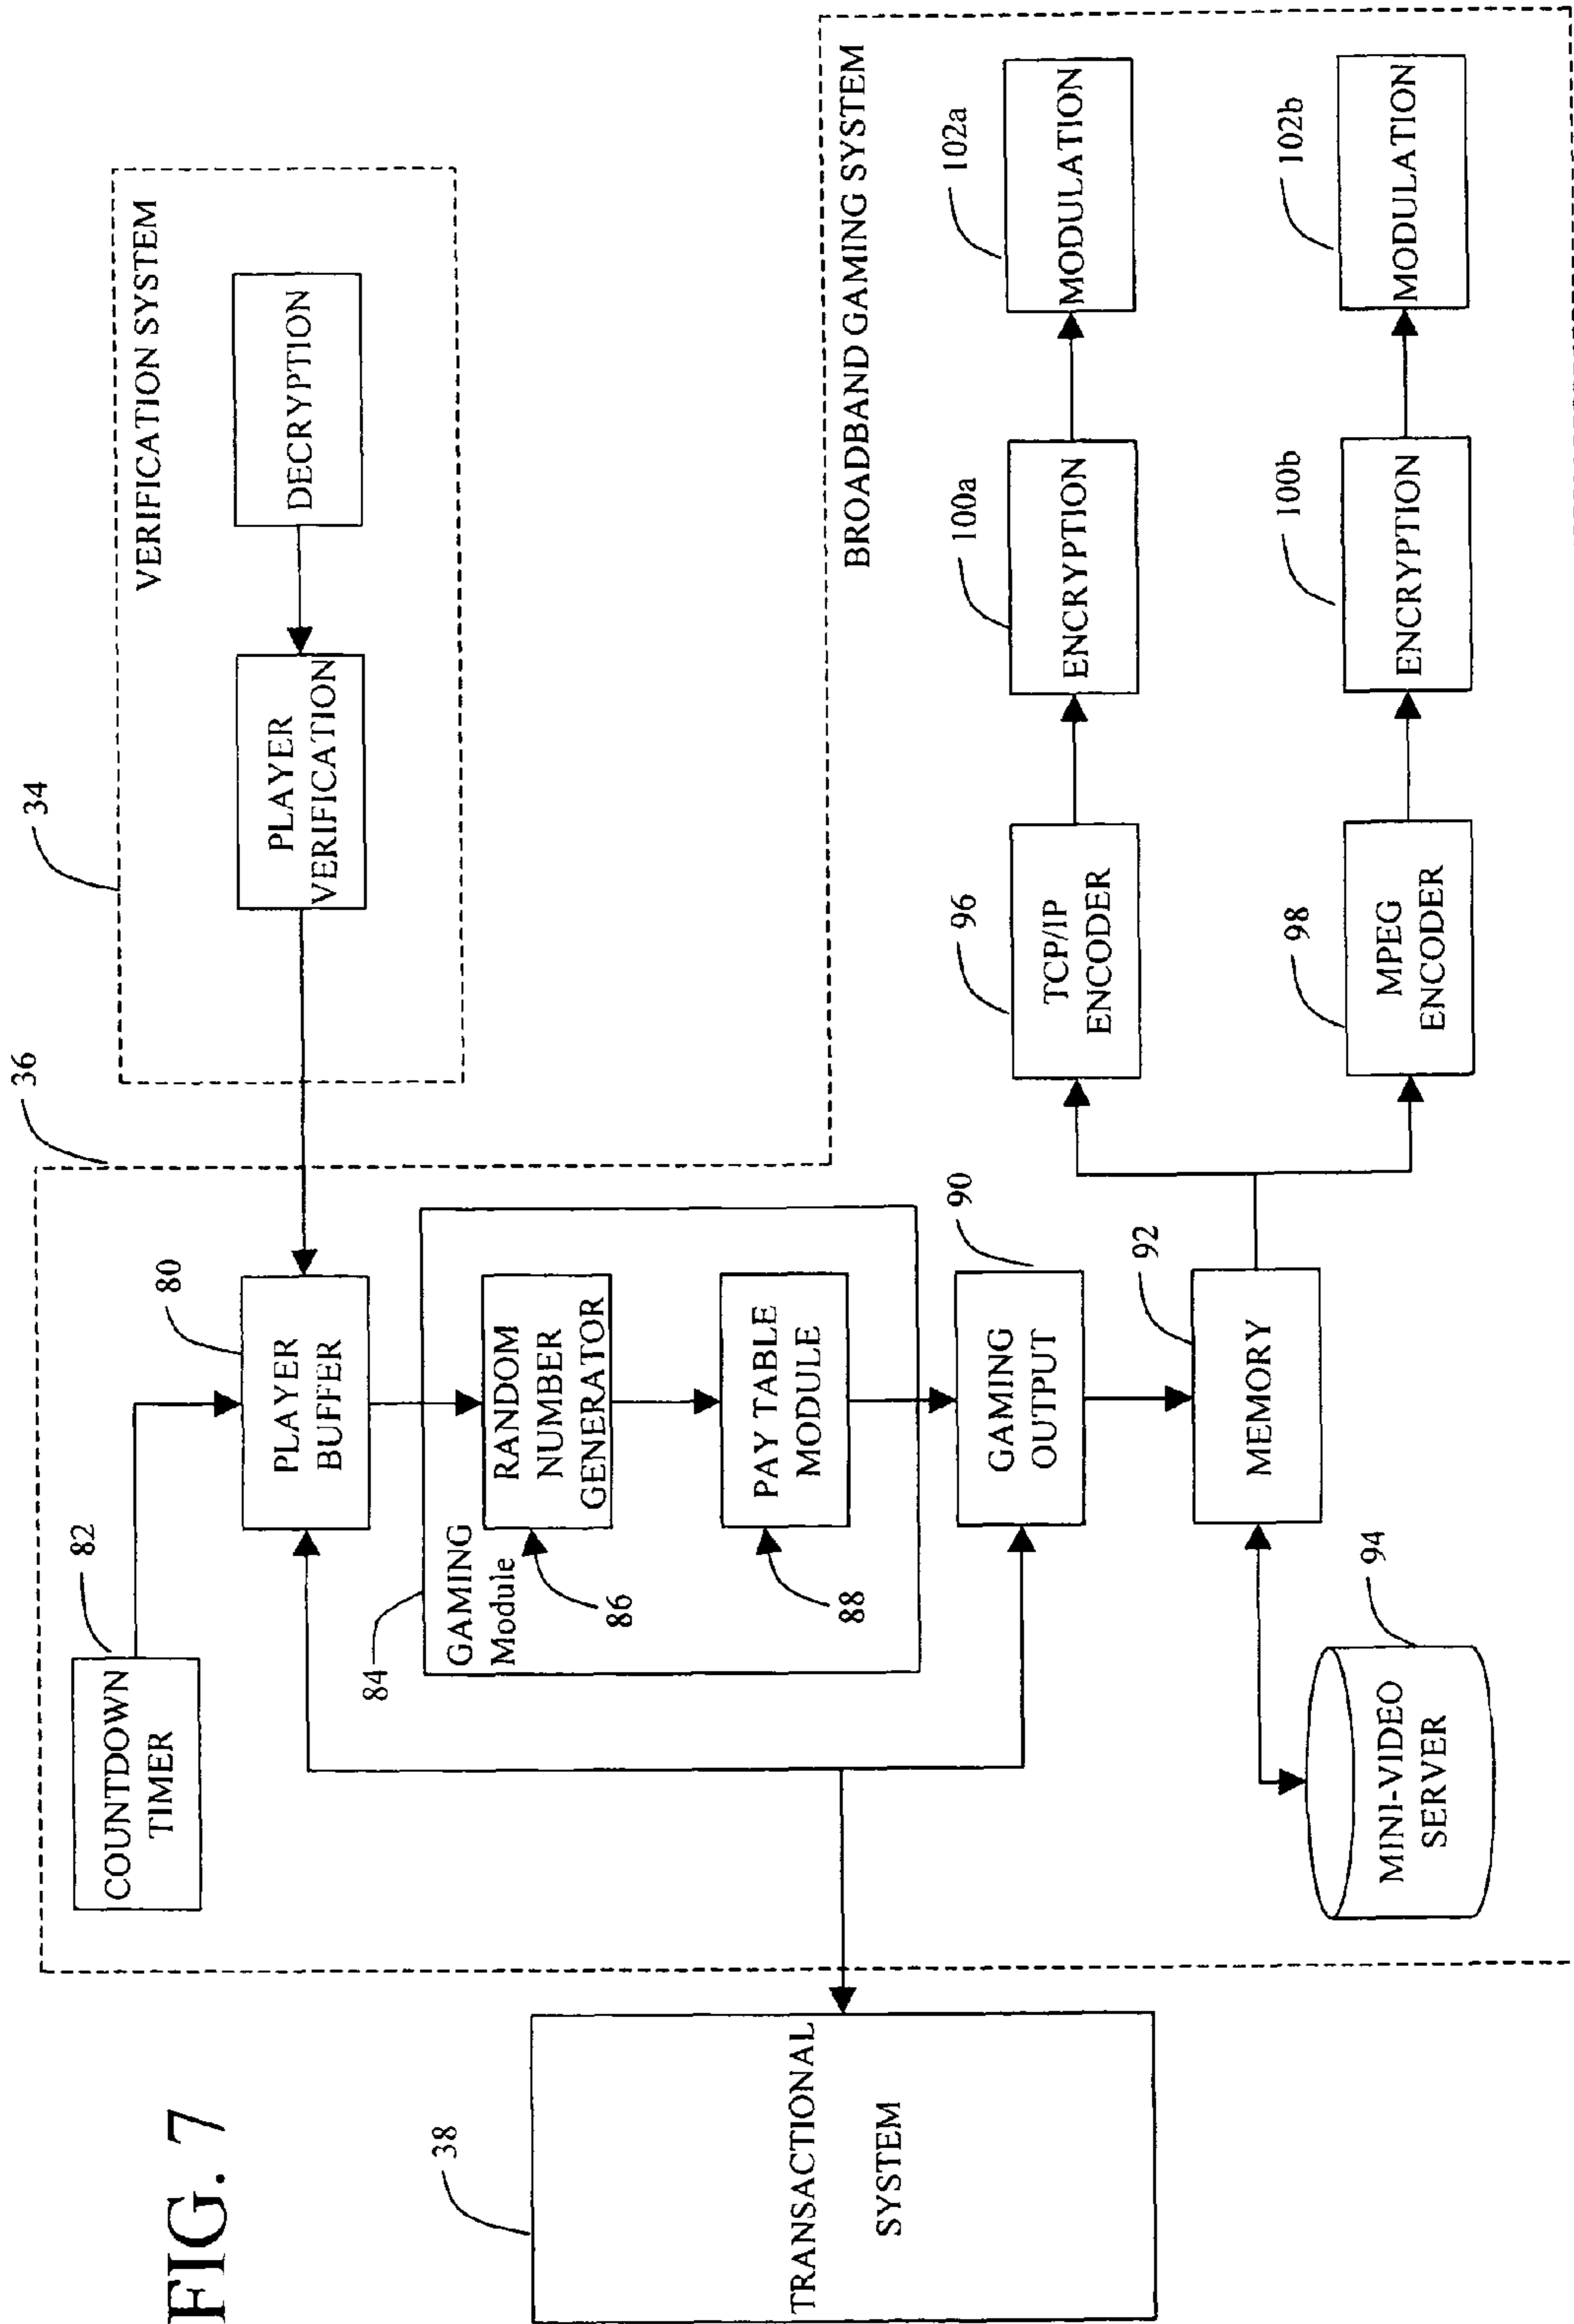 FIG. 7
38
TRANSACTIONAL
SYSTEM
36
82
COUNTDOWN
TIMER
80
PLAYER
BUFFER
84
GAMING
Module
86
RANDOM
NUMBER
GENERATOR
88
PAY TABLE
MODULE
90
GAMING
OUTPUT
92
MEMORY
94
MINI-VIDEO
SERVER
34
VERIFICATION SYSTEM
PLAYER
VERIFICATION
DECRYPTION
BROADBAND GAMING SYSTEM
96
TCP/IP
ENCODER
100a
ENCRYPTION
102a
MODULATION
98
MPEG
ENCODER
100b
ENCRYPTION
102b
MODULATION